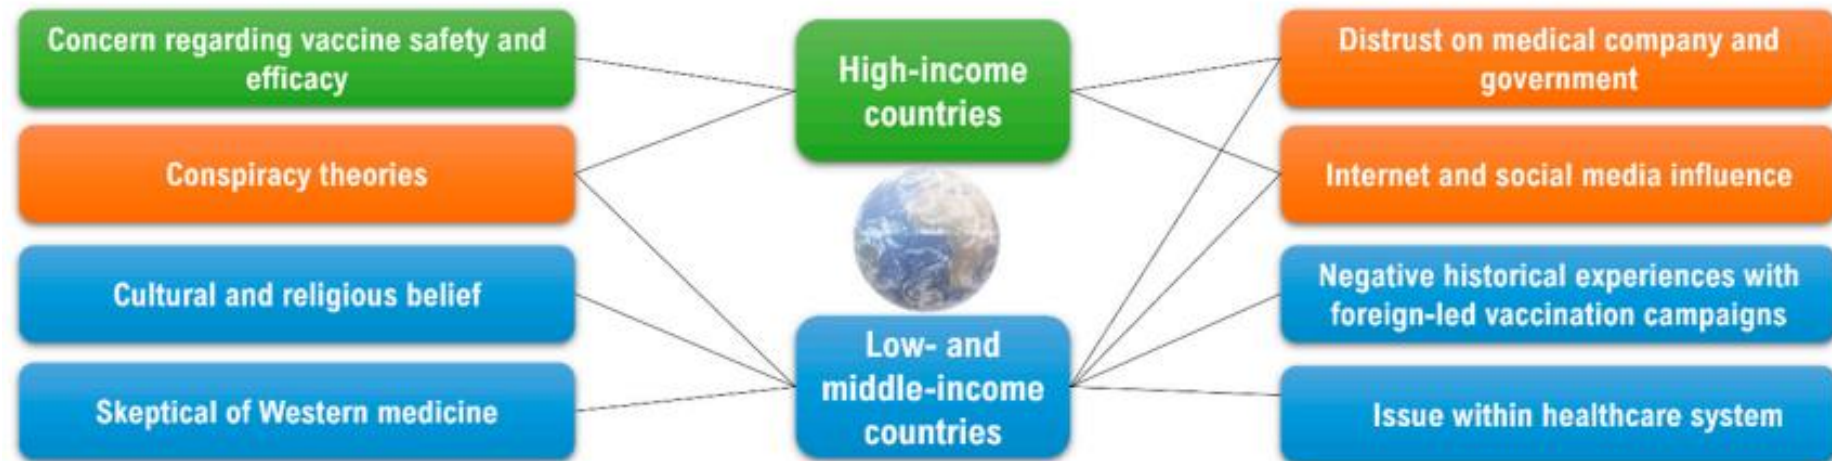 Concern regarding vaccine safety and
efficacy
Conspiracy theories
Cultural and religious belief
Skeptical of Western medicine
High-income
countries
Low- and
middle-income
countries
Distrust on medical company and
government
Internet and social media influence
Negative historical experiences with
foreign-led vaccination campaigns
Issue within healthcare system